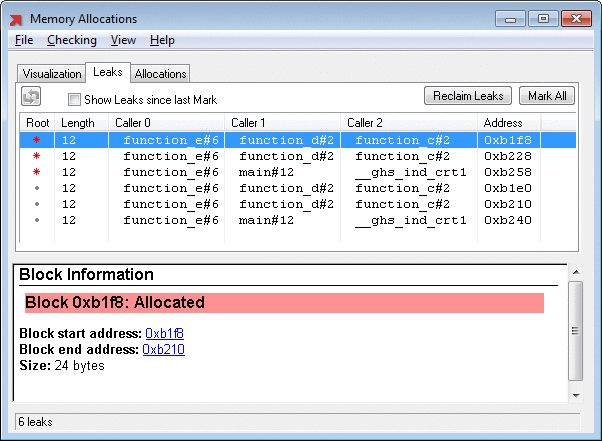 Memory Allocations
File Checking View Help
Visualization Leaks Allocations
Show Leaks since last Mark Reclaim Leaks Mark All
Root Length Caller 0 Caller 1 Caller 2 Address
* 12 function_e#6 function_d#2 function_c#2 0xb1f8
* 12 function_e#6 function_d#2 function_c#2 0xb228
* 12 function_e#6 main#12 __ghs_ind_crt1 0xb258
• 12 function_e#6 function_d#2 function_c#2 0xb1e0
• 12 function_e#6 function_d#2 function_c#2 0xb210
• 12 function_e#6 main#12 __ghs_ind_crt1 0xb240
Block Information
Block 0xb1f8: Allocated
Block start address: 0xb1f8
Block end address: 0xb210
Size: 24 bytes
6 leaks